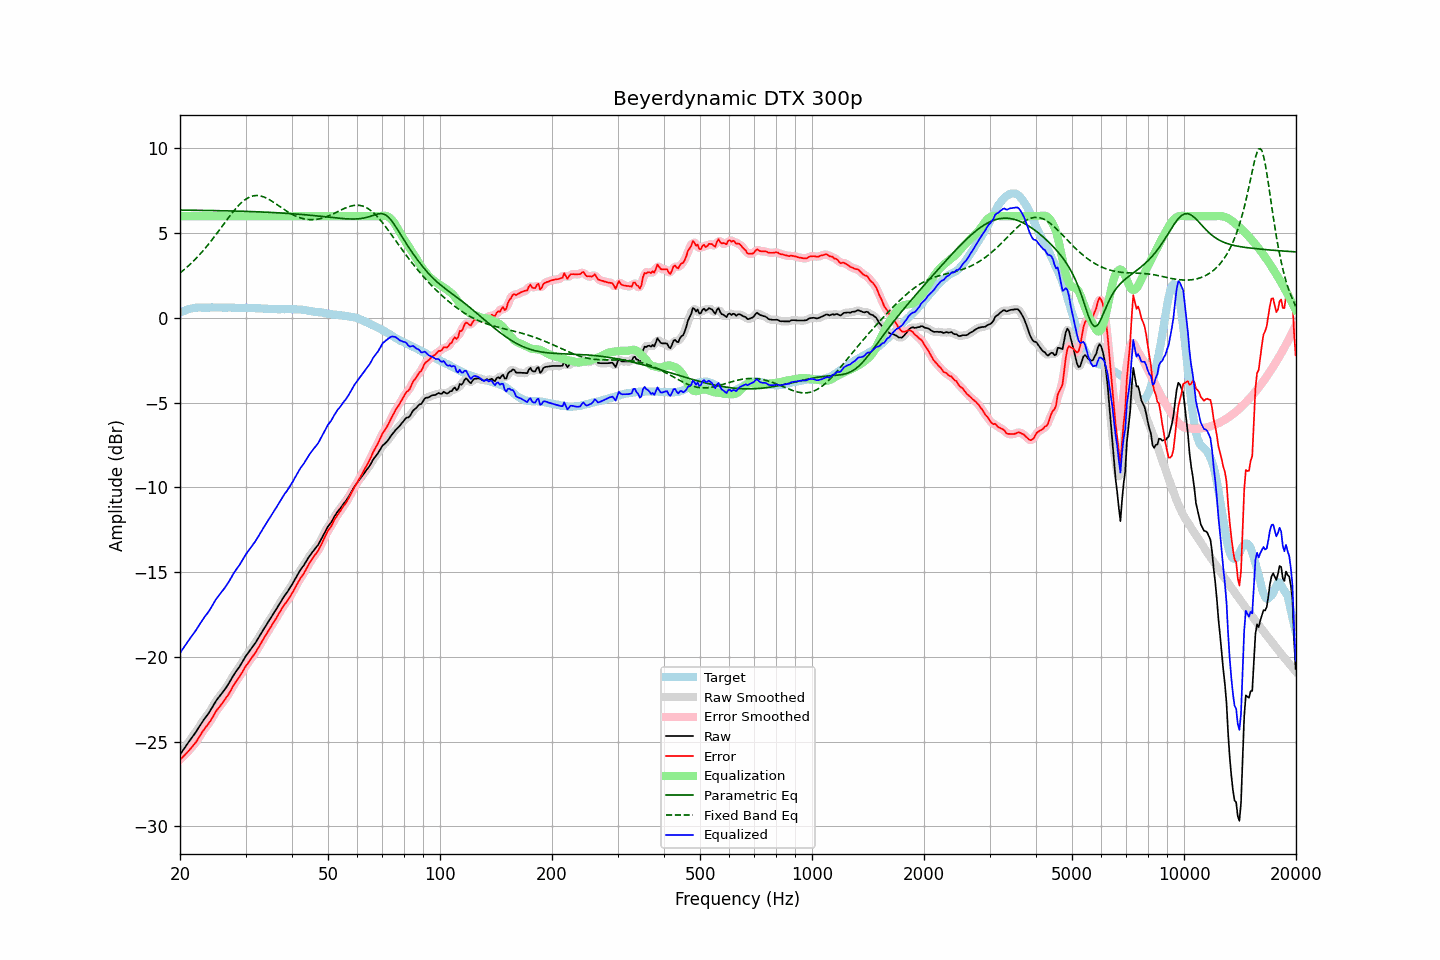 Beyerdynamic DTX 300p
10
5
0
−5
−10
−15
−20
−25
−30
Amplitude (dBr)
20
50
100
200
500
1000
2000
5000
10000
20000
Frequency (Hz)
Target
Raw Smoothed
Error Smoothed
Raw
Error
Equalization
Parametric Eq
Fixed Band Eq
Equalized